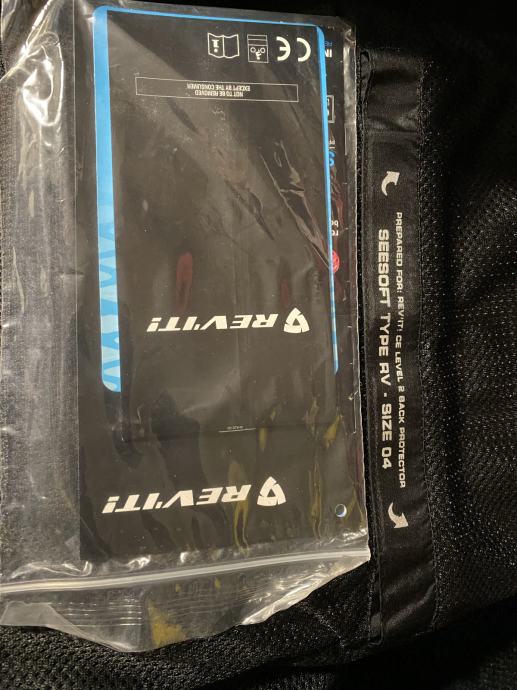 CE
i
NOT TO BE REMOVED
EXCEPT BY THE CONSUMER
REV'IT!
REV'IT!
PREPARED FOR: REV'IT! CE LEVEL 2 BACK PROTECTOR
SEESOFT TYPE RV - SIZE 04